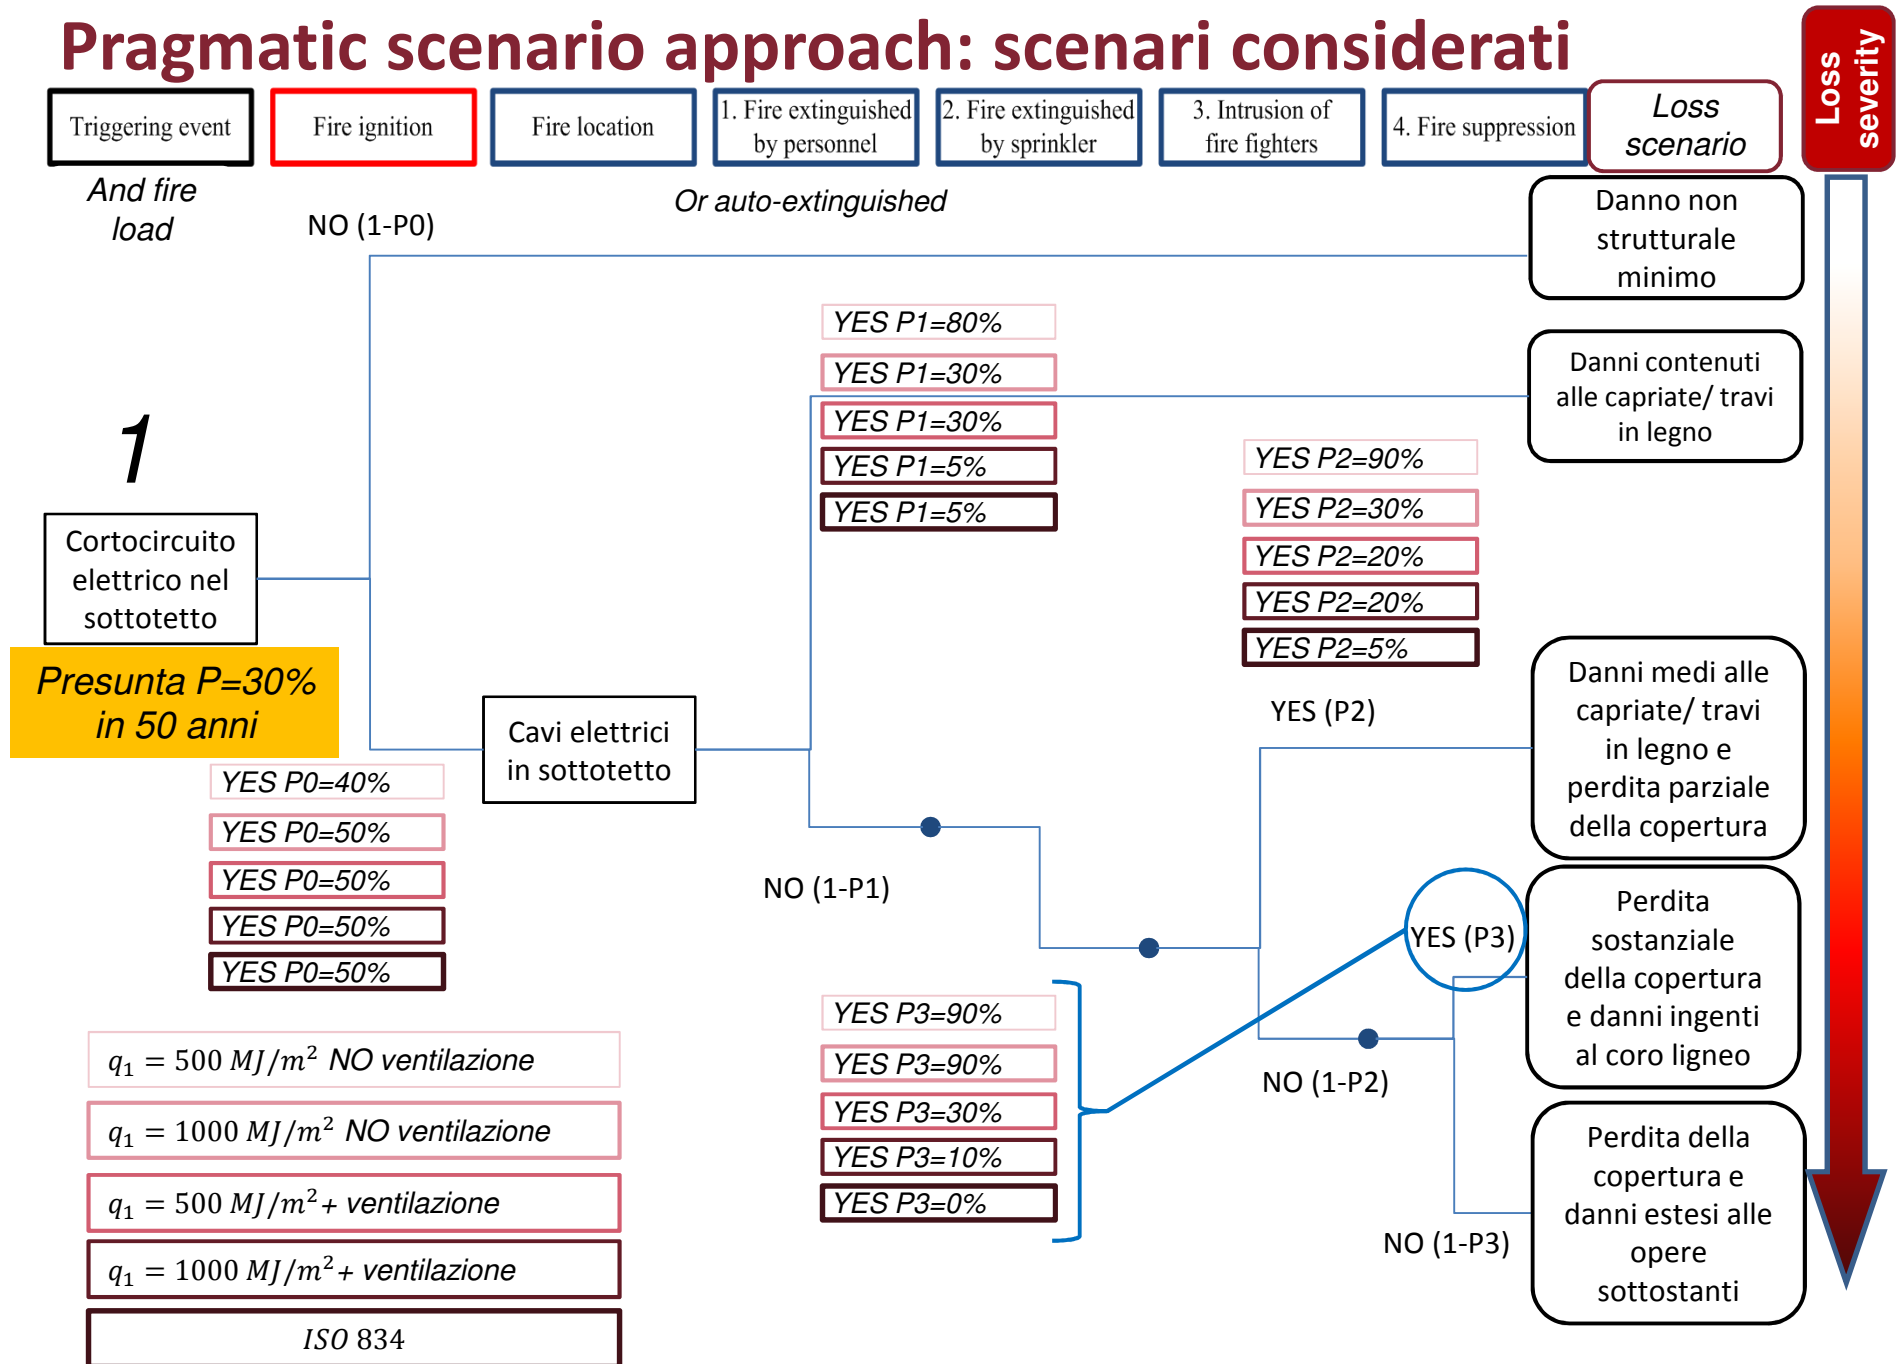 Pragmatic scenario approach: scenari considerati
Loss
severity
Triggering event
Fire ignition
Fire location
1. Fire extinguished
by personnel
2. Fire extinguished
by sprinkler
3. Intrusion of
fire fighters
4. Fire suppression
Loss
scenario
And fire
load
NO (1-P0)
Or auto-extinguished
Danno non
strutturale
minimo
YES P1=80%
YES P1=30%
YES P1=30%
YES P1=5%
YES P1=5%
Danni contenuti
alle capriate/ travi
in legno
1
YES P2=90%
YES P2=30%
YES P2=20%
YES P2=20%
YES P2=5%
Cortocircuito
elettrico nel
sottotetto
Presunta P=30%
in 50 anni
Cavi elettrici
in sottotetto
YES (P2)
Danni medi alle
capriate/ travi
in legno e
perdita parziale
della copertura
YES P0=40%
YES P0=50%
YES P0=50%
YES P0=50%
YES P0=50%
NO (1-P1)
YES (P3)
Perdita
sostanziale
della copertura
e danni ingenti
al coro ligneo
YES P3=90%
YES P3=90%
YES P3=30%
YES P3=10%
YES P3=0%
NO (1-P2)
q₁ = 500 MJ/m² NO ventilazione
q₁ = 1000 MJ/m² NO ventilazione
q₁ = 500 MJ/m²+ ventilazione
q₁ = 1000 MJ/m²+ ventilazione
ISO 834
NO (1-P3)
Perdita della
copertura e
danni estesi alle
opere
sottostanti